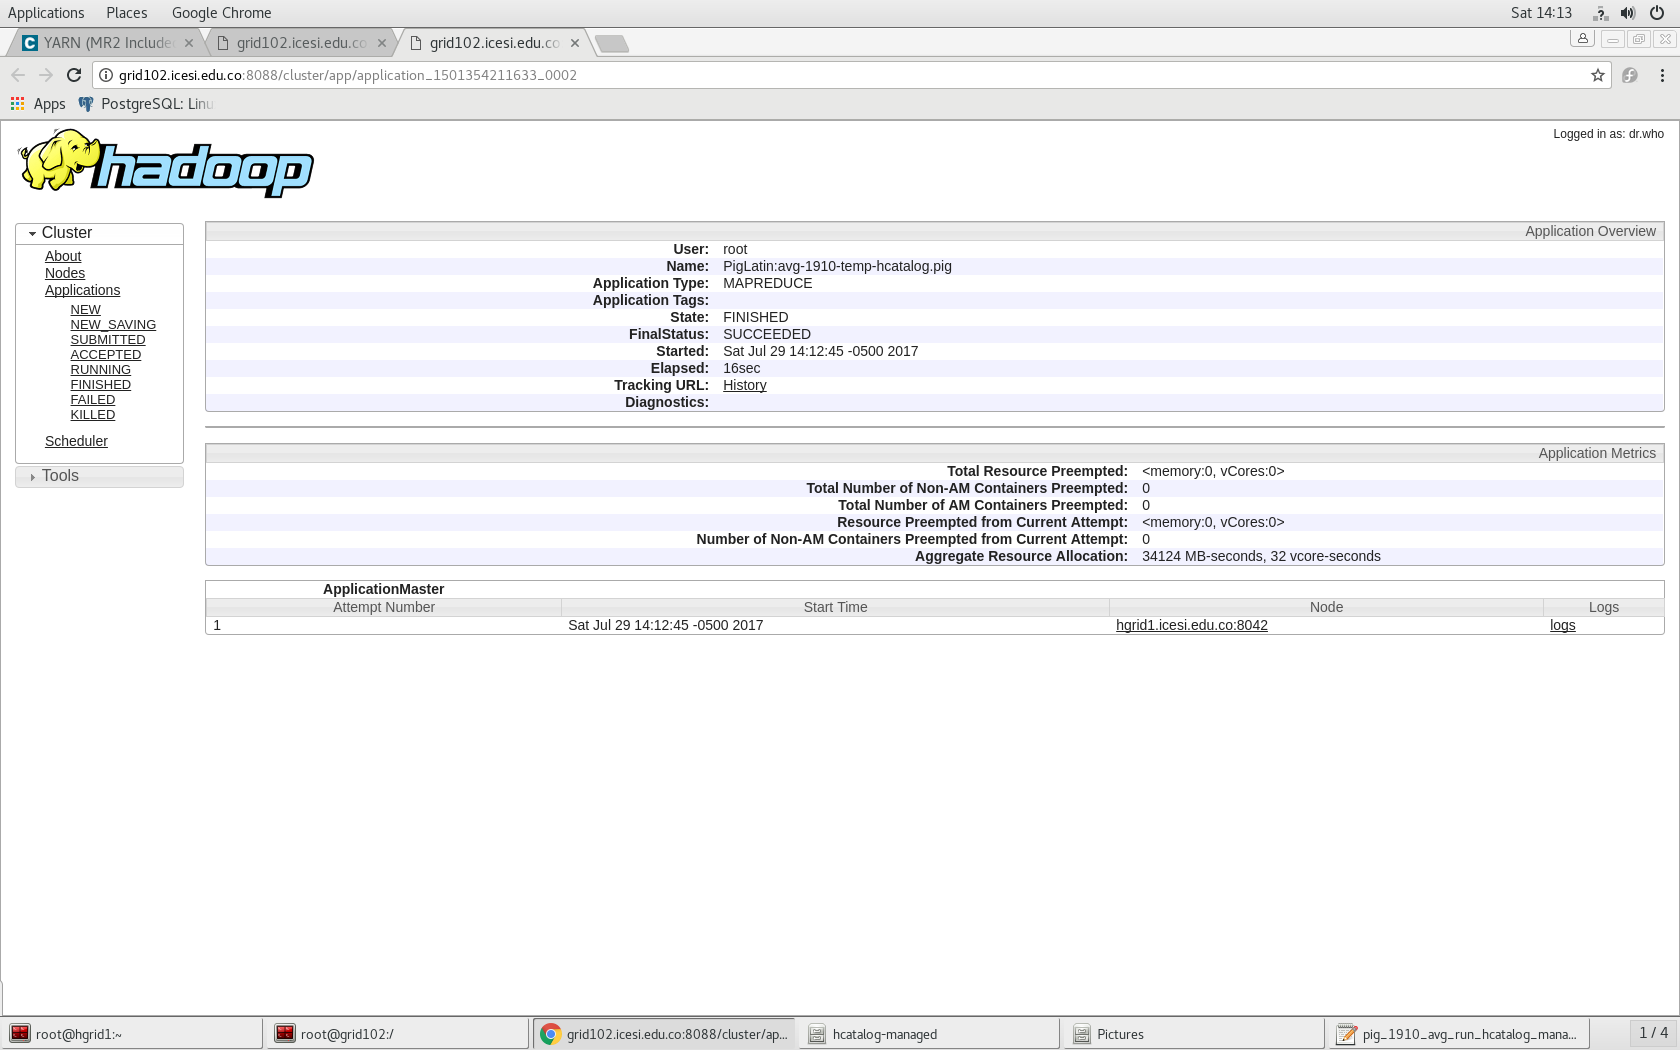 Applications Places Google Chrome Sat 14:13
YARN (MR2 Include grid102.icesi.edu.co grid102.icesi.edu.co
grid102.icesi.edu.co:8088/cluster/app/application_1501354211633_0002
Apps PostgreSQL: Linu
Logged in as: dr.who
hadoop
Cluster
About
Nodes
Applications
NEW
NEW_SAVING
SUBMITTED
ACCEPTED
RUNNING
FINISHED
FAILED
KILLED
Scheduler
Tools
Application Overview
User: root
Name: PigLatin:avg-1910-temp-hcatalog.pig
Application Type: MAPREDUCE
Application Tags:
State: FINISHED
FinalStatus: SUCCEEDED
Started: Sat Jul 29 14:12:45 -0500 2017
Elapsed: 16sec
Tracking URL: History
Diagnostics:
Application Metrics
Total Resource Preempted: <memory:0, vCores:0>
Total Number of Non-AM Containers Preempted: 0
Total Number of AM Containers Preempted: 0
Resource Preempted from Current Attempt: <memory:0, vCores:0>
Number of Non-AM Containers Preempted from Current Attempt: 0
Aggregate Resource Allocation: 34124 MB-seconds, 32 vcore-seconds
ApplicationMaster
Attempt Number Start Time Node Logs
1 Sat Jul 29 14:12:45 -0500 2017 hgrid1.icesi.edu.co:8042 logs
root@hgrid1:~ root@grid102:/ grid102.icesi.edu.co:8088/cluster/ap... hcatalog-managed Pictures pig_1910_avg_run_hcatalog_mana... 1 / 4